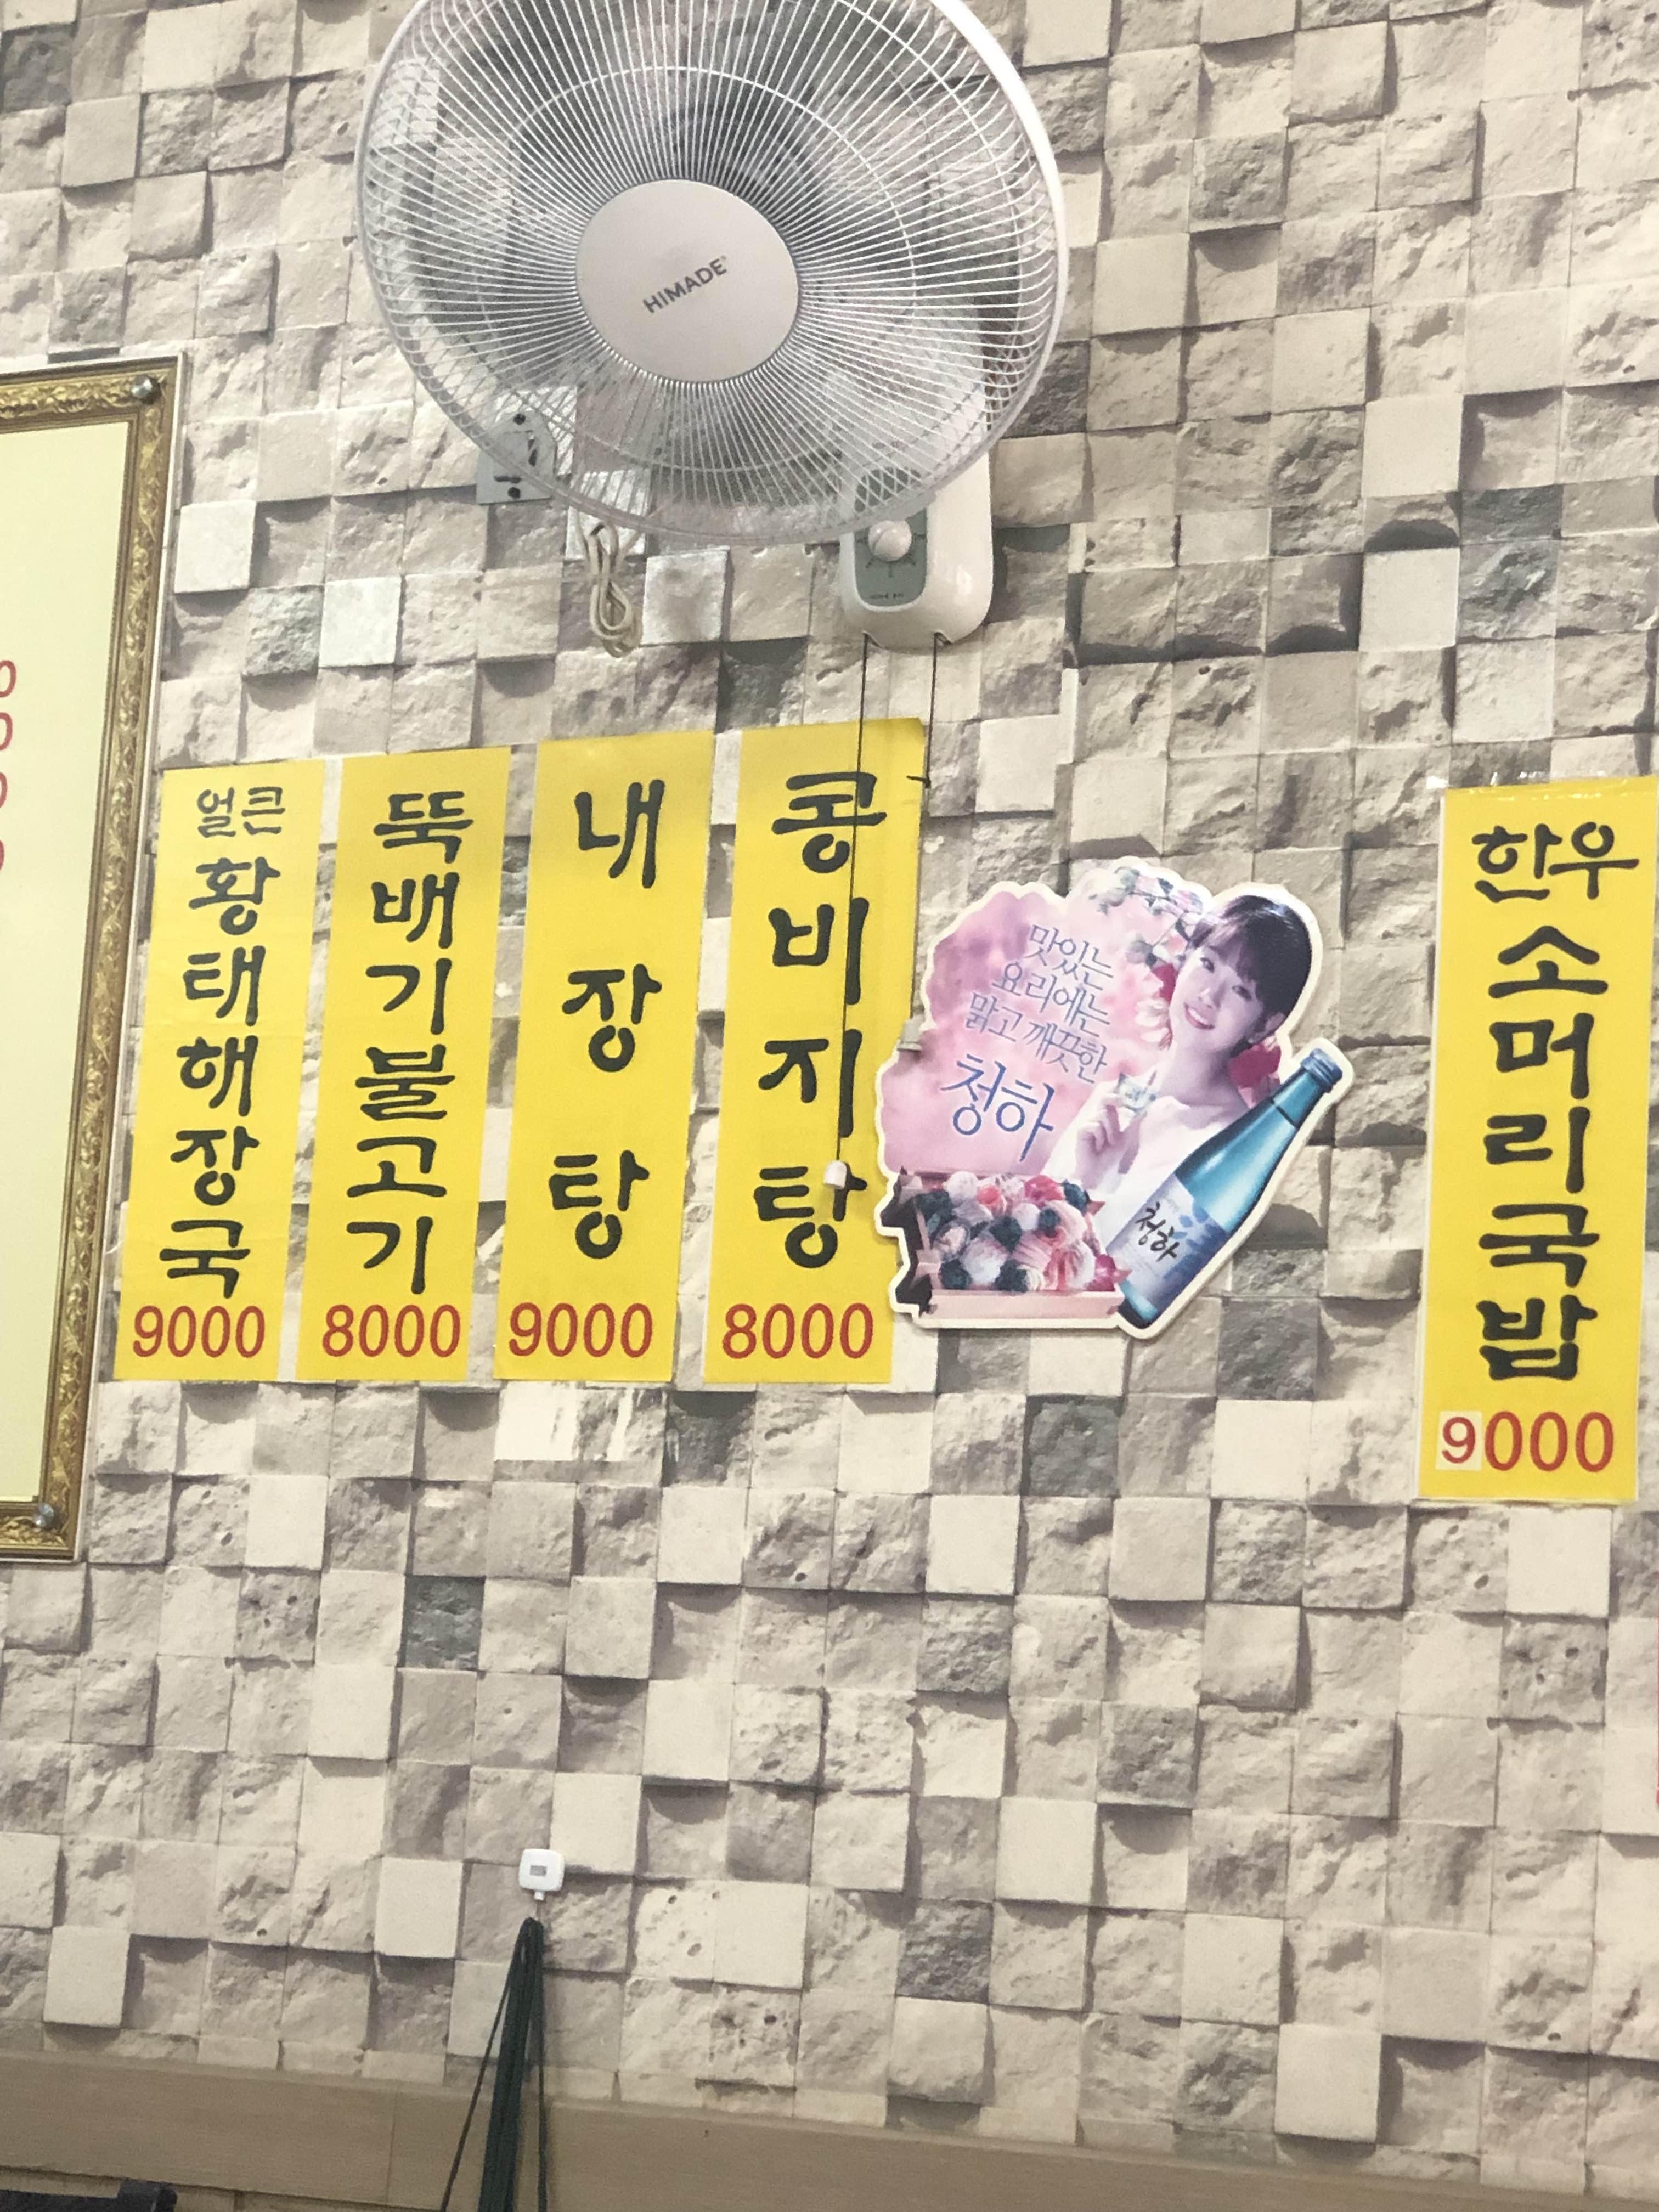 HIMADE
얼큰
황태해장국
9000
뚝배기불고기
8000
내장탕
9000
콩비지탕
8000
맛있는
요리에는
맑고 깨끗한
청하
청하
한우
소머리국밥
9000